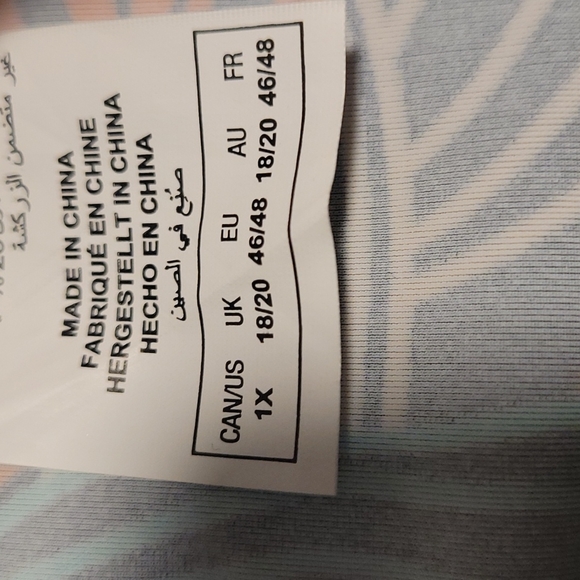 غير متضمن الزركشة
MADE IN CHINA
FABRIQUÉ EN CHINE
HERGESTELLT IN CHINA
HECHO EN CHINA
صُنِع في الصين
CAN/US UK EU AU FR
1X 18/20 46/48 18/20 46/48